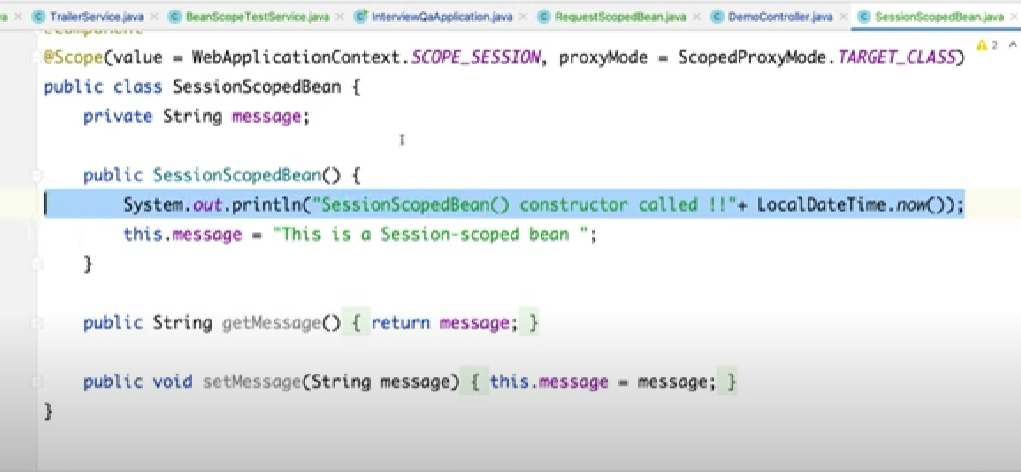 a × TrailerService.java × BeanScopeTestService.java × InterviewQaApplication.java × RequestScopedBean.java × DemoController.java × SessionScopedBean.java ×
@Component
@Scope(value = WebApplicationContext.SCOPE_SESSION, proxyMode = ScopedProxyMode.TARGET_CLASS)
2
public class SessionScopedBean {
private String message;
public SessionScopedBean() {
System.out.println("SessionScopedBean() constructor called !!"+ LocalDateTime.now());
this.message = "This is a Session-scoped bean ";
}
public String getMessage() { return message; }
public void setMessage(String message) { this.message = message; }
}